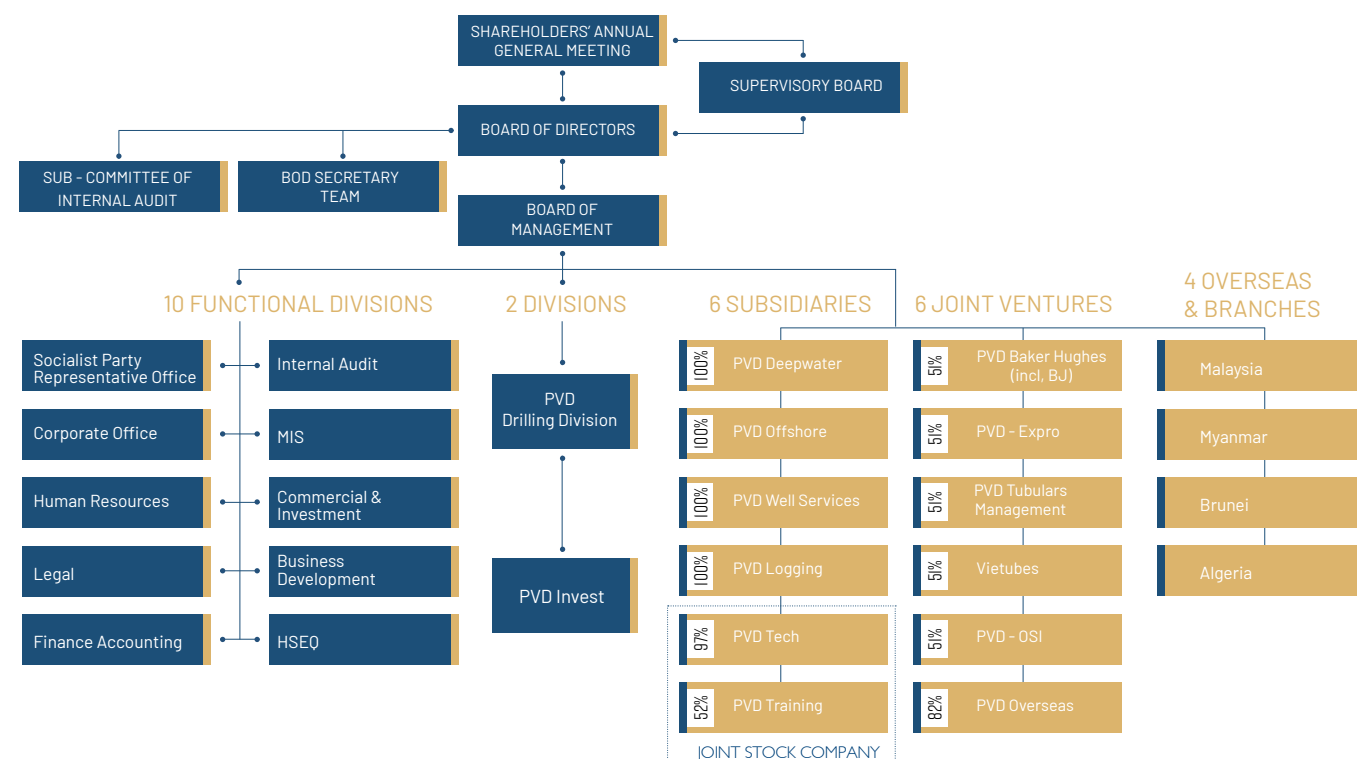 SHAREHOLDERS' ANNUAL
GENERAL MEETING
SUPERVISORY BOARD
BOARD OF DIRECTORS
SUB - COMMITTEE OF
INTERNAL AUDIT
BOD SECRETARY
TEAM
BOARD OF
MANAGEMENT
10 FUNCTIONAL DIVISIONS
Socialist Party
Representative Office
Internal Audit
Corporate Office
MIS
Human Resources
Commercial &
Investment
Legal
Business
Development
Finance Accounting
HSEQ
2 DIVISIONS
PVD
Drilling Division
PVD Invest
6 SUBSIDIARIES
100%
PVD Deepwater
100%
PVD Offshore
100%
PVD Well Services
100%
PVD Logging
97%
PVD Tech
52%
PVD Training
JOINT STOCK COMPANY
6 JOINT VENTURES
51%
PVD Baker Hughes
(incl, BJ)
51%
PVD - Expro
51%
PVD Tubulars
Management
51%
Vietubes
51%
PVD - OSI
82%
PVD Overseas
4 OVERSEAS
& BRANCHES
Malaysia
Myanmar
Brunei
Algeria